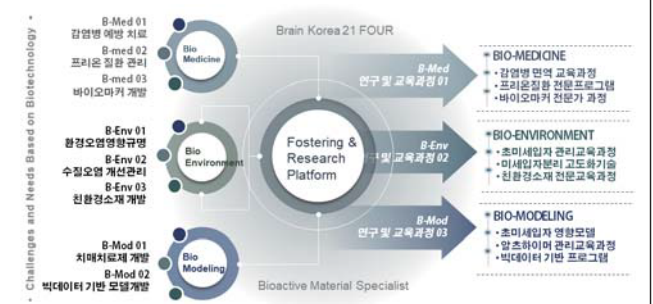 Challenges and Needs Based on Biotechnology
B-Med 01
감염병 예방 치료
B-med 02
프리온 질환 관리
B-med 03
바이오마커 개발
Bio
Medicine
B-Env 01
환경오염영향규명
B-Env 02
수질오염 개선관리
B-Env 03
친환경소재 개발
Bio
Environment
B-Mod 01
치매치료제 개발
B-Mod 02
빅데이터 기반 모델개발
Bio
Modeling
Brain Korea 21 FOUR
Fostering &
Research
Platform
Bioactive Material Specialist
B-Med
연구 및 교육과정 01
B-Env
연구 및 교육과정 02
B-Mod
연구 및 교육과정 03
BIO-MEDICINE
• 감염병 면역 교육과정
• 프리온질환 전문프로그램
• 바이오마커 전문가 과정
BIO-ENVIRONMENT
• 초미세입자 관리교육과정
• 미세입자분리 고도화기술
• 친환경소재 전문교육과정
BIO-MODELING
• 초미세입자 영향모델
• 알츠하이머 관리교육과정
• 빅데이터 기반 프로그램